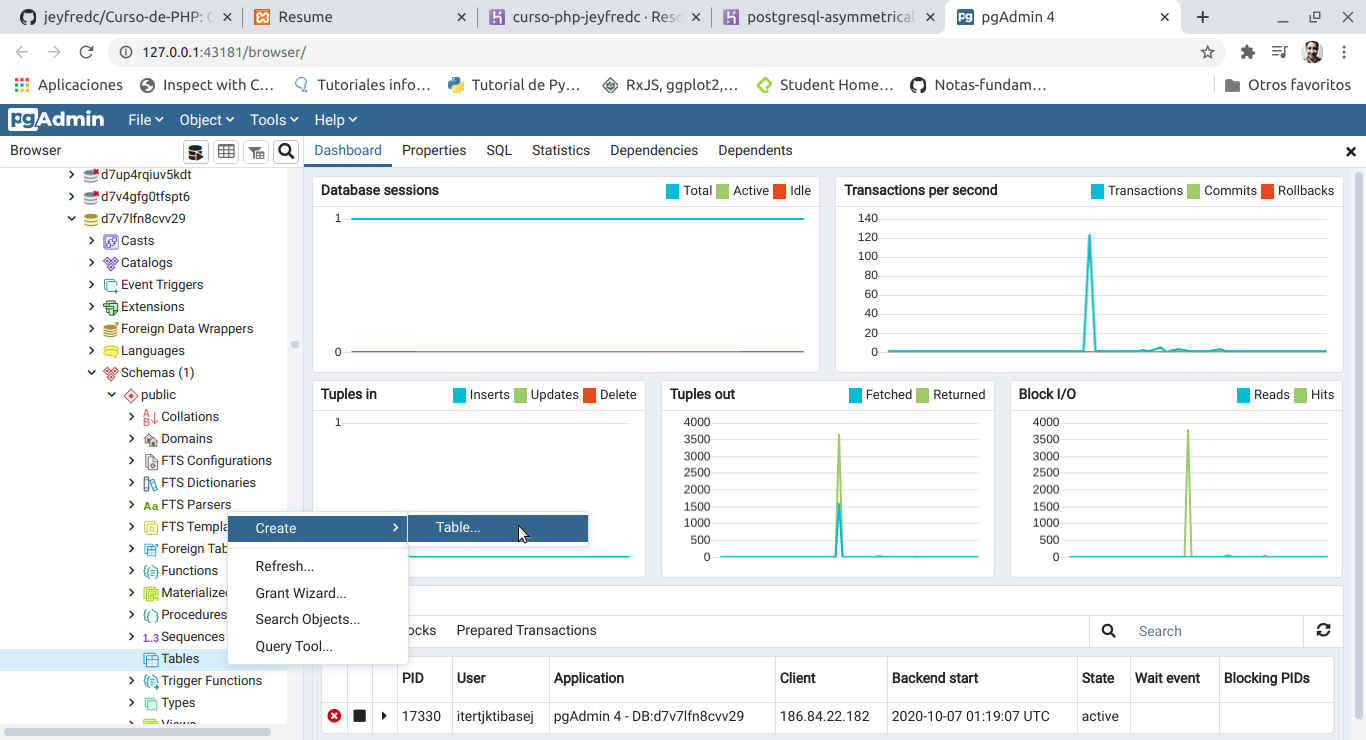 jeyfredc/Curso-de-PHP: C
Resume
curso-php-jeyfredc · Reso
postgresql-asymmetrical
pgAdmin 4
127.0.0.1:43181/browser/
Aplicaciones
Inspect with C...
Tutoriales info...
Tutorial de Py...
RxJS, ggplot2,...
Student Home...
Notas-fundam...
Otros favoritos
pgAdmin
File
Object
Tools
Help
Browser
Dashboard
Properties
SQL
Statistics
Dependencies
Dependents
d7up4rqiuv5kdt
d7v4gfg0tfspt6
d7v7lfn8cvv29
Casts
Catalogs
Event Triggers
Extensions
Foreign Data Wrappers
Languages
Schemas (1)
public
Collations
Domains
FTS Configurations
FTS Dictionaries
FTS Parsers
FTS Templa
Foreign Tab
Functions
Materialize
Procedures
1..3 Sequences
Tables
Trigger Functions
Types
Views
Create
Table...
Refresh...
Grant Wizard...
Search Objects...
Query Tool...
Database sessions
Total
Active
Idle
1
0
Transactions per second
Transactions
Commits
Rollbacks
140
120
100
80
60
40
20
0
Tuples in
Inserts
Updates
Delete
1
Tuples out
Fetched
Returned
4000
3500
3000
2500
2000
1500
1000
500
0
Block I/O
Reads
Hits
4000
3500
3000
2500
2000
1500
1000
500
0
ocks
Prepared Transactions
Search
PID
User
Application
Client
Backend start
State
Wait event
Blocking PIDs
17330
itertjktibasej
pgAdmin 4 - DB:d7v7lfn8cvv29
186.84.22.182
2020-10-07 01:19:07 UTC
active